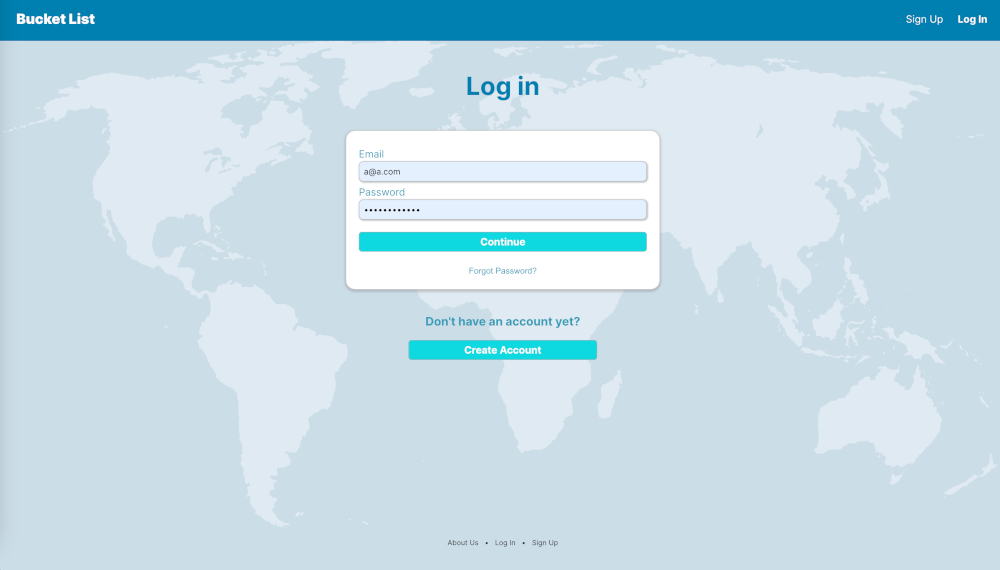 Bucket List
Sign Up Log In
Log in
Email
a@a.com
Password
••••••••••••
Continue
Forgot Password?
Don't have an account yet?
Create Account
About Us • Log In • Sign Up